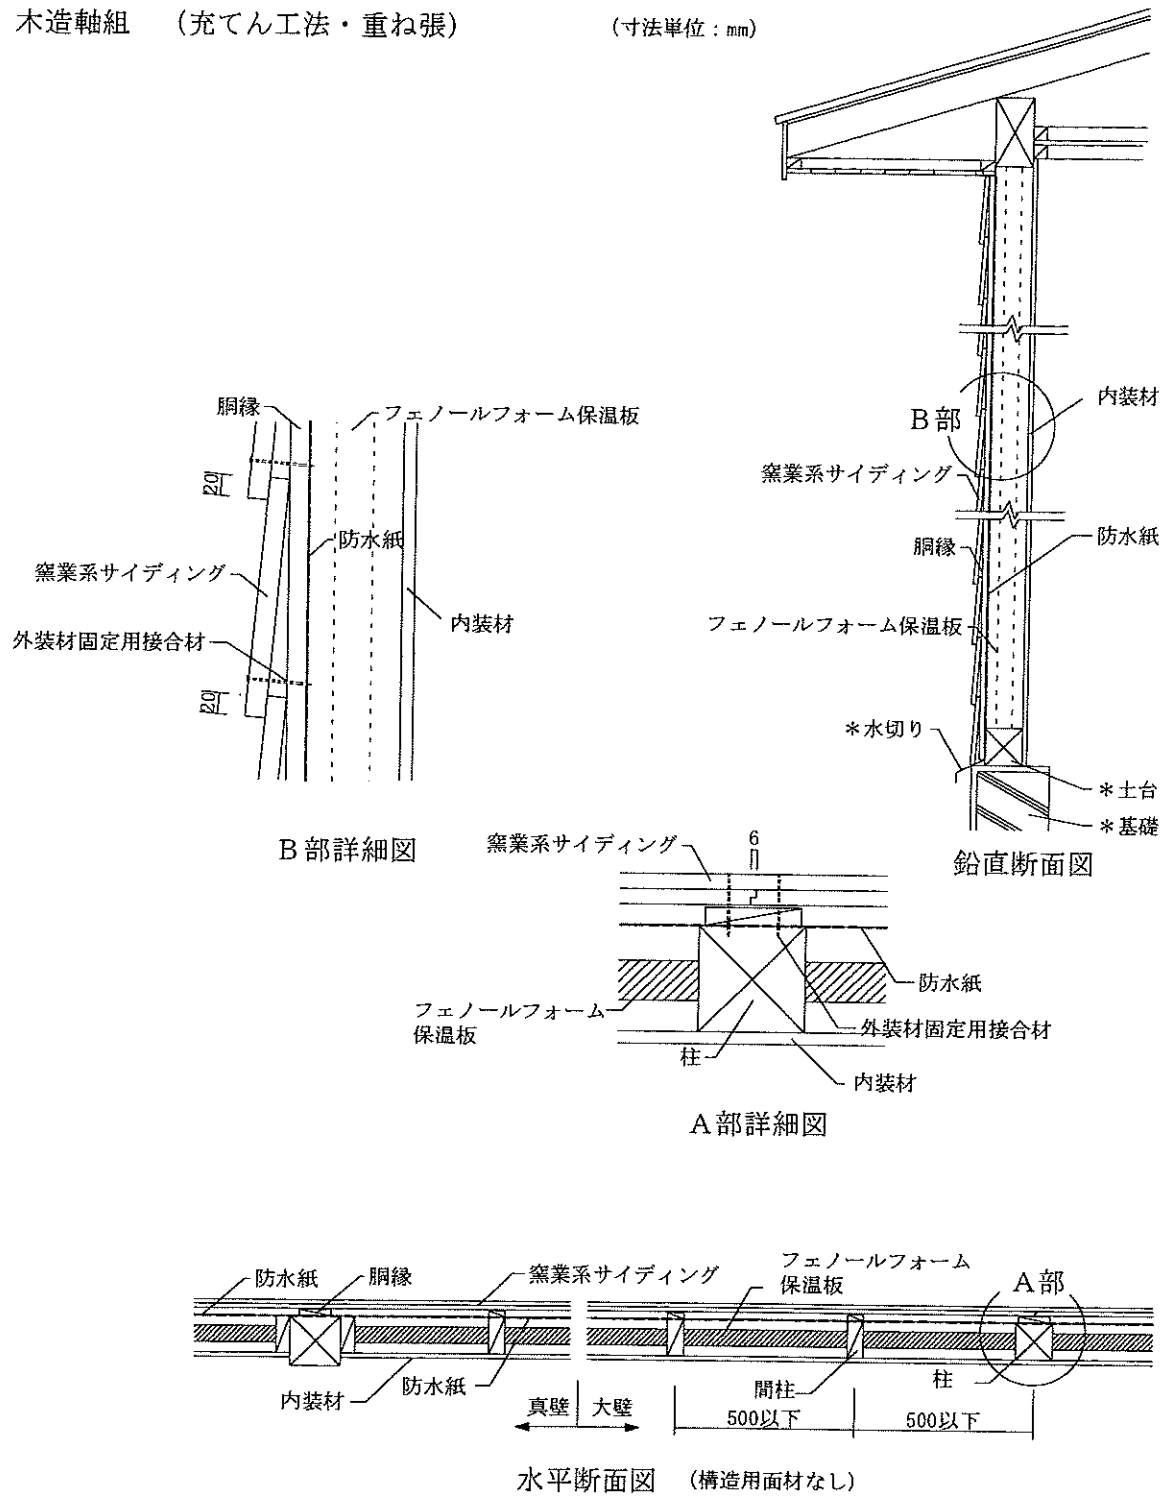 木造軸組　（充てん工法・重ね張）　（寸法単位：㎜）
胴縁
フェノールフォーム保温板
20
防水紙
窯業系サイディング
内装材
外装材固定用接合材
20
B部詳細図
内装材
B部
窯業系サイディング
胴縁
防水紙
フェノールフォーム保温板
＊水切り
＊土台
＊基礎
鉛直断面図
窯業系サイディング
6
防水紙
フェノールフォーム
保温板
外装材固定用接合材
柱
内装材
A部詳細図
防水紙
胴縁
窯業系サイディング
フェノールフォーム
保温板
A部
内装材
防水紙
間柱
柱
真壁
大壁
500以下
500以下
水平断面図　（構造用面材なし）